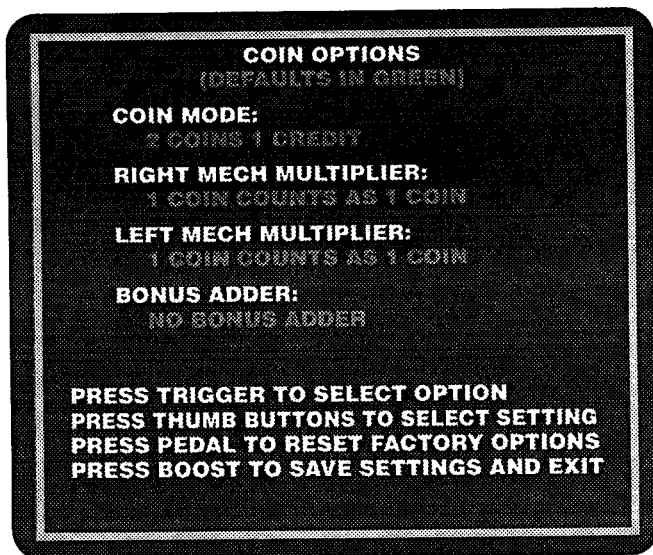 COIN OPTIONS
(DEFAULTS IN GREEN)
COIN MODE:
2 COINS 1 CREDIT
RIGHT MECH MULTIPLIER:
1 COIN COUNTS AS 1 COIN
LEFT MECH MULTIPLIER:
1 COIN COUNTS AS 1 COIN
BONUS ADDER:
NO BONUS ADDER
PRESS TRIGGER TO SELECT OPTION
PRESS THUMB BUTTONS TO SELECT SETTING
PRESS PEDAL TO RESET FACTORY OPTIONS
PRESS BOOST TO SAVE SETTINGS AND EXIT